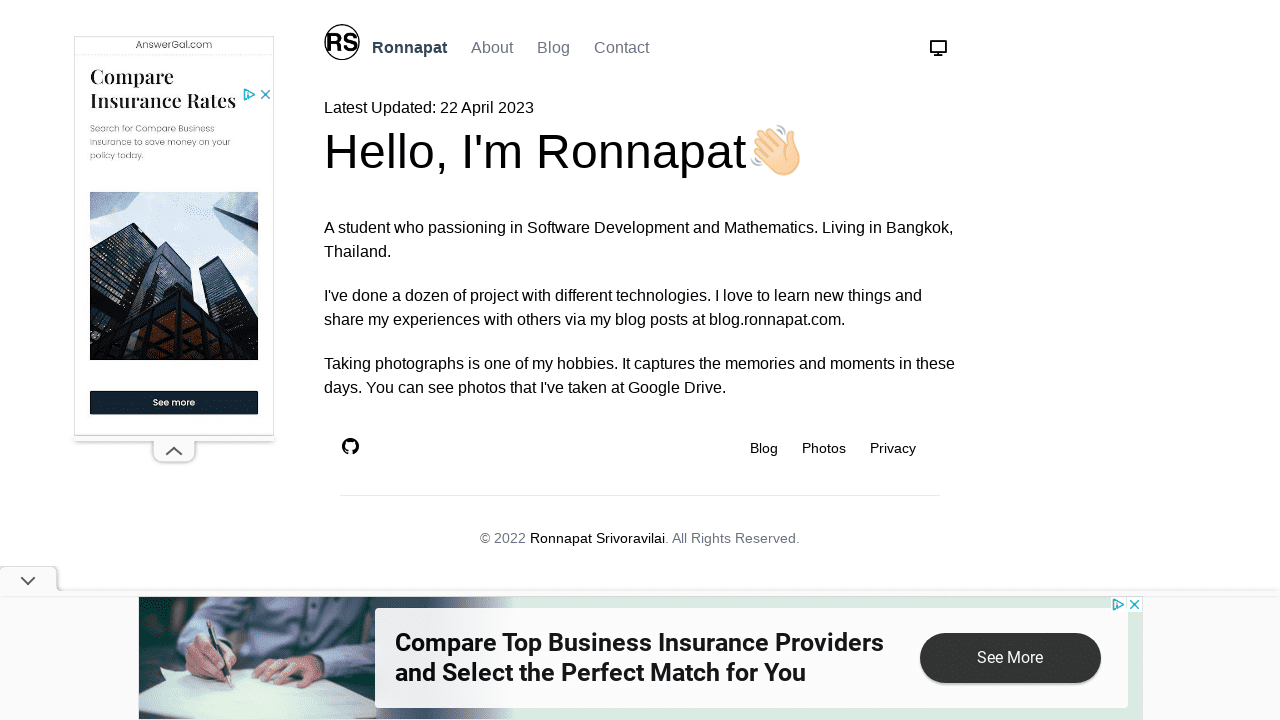 AnswerGal.com
Compare
Insurance Rates
Search for Compare Business
Insurance to save money on your
policy today.
See more
RS
Ronnapat
About
Blog
Contact
Latest Updated: 22 April 2023
Hello, I'm Ronnapat👋🏻
A student who passioning in Software Development and Mathematics. Living in Bangkok,
Thailand.
I've done a dozen of project with different technologies. I love to learn new things and
share my experiences with others via my blog posts at blog.ronnapat.com.
Taking photographs is one of my hobbies. It captures the memories and moments in these
days. You can see photos that I've taken at Google Drive.
Blog
Photos
Privacy
© 2022 Ronnapat Srivoravilai. All Rights Reserved.
Compare Top Business Insurance Providers
and Select the Perfect Match for You
See More